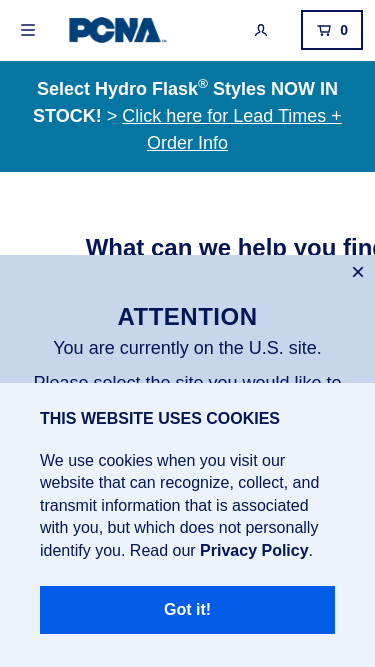 PCNA
0
Select Hydro Flask® Styles NOW IN
STOCK! > Click here for Lead Times +
Order Info
What can we help you find
×
ATTENTION
You are currently on the U.S. site.
Please select the site you would like to
THIS WEBSITE USES COOKIES
We use cookies when you visit our
website that can recognize, collect, and
transmit information that is associated
with you, but which does not personally
identify you. Read our Privacy Policy.
Got it!